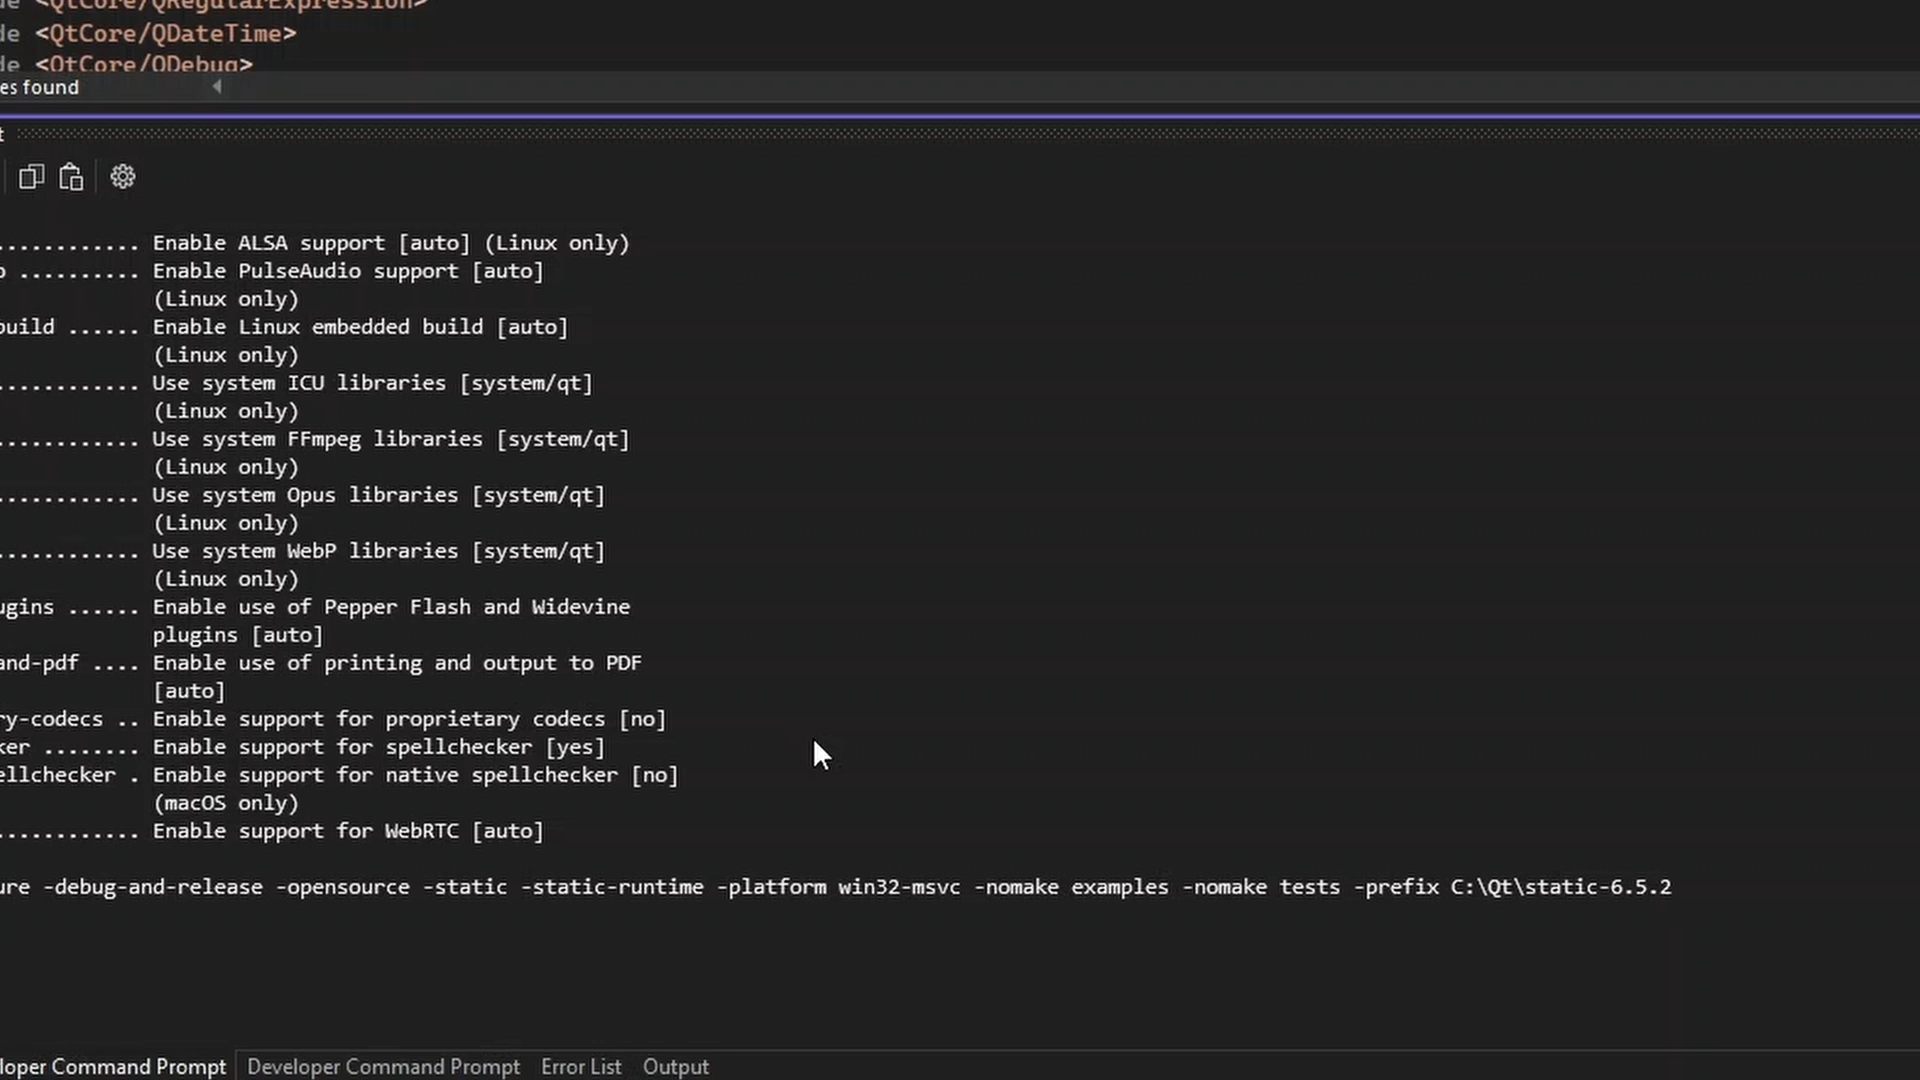 de <QtCore/QRegularExpression>
de <QtCore/QDateTime>
de <QtCore/QDebug>
es found
t
............ Enable ALSA support [auto] (Linux only)
o .......... Enable PulseAudio support [auto]
(Linux only)
build ...... Enable Linux embedded build [auto]
(Linux only)
............ Use system ICU libraries [system/qt]
(Linux only)
............ Use system FFmpeg libraries [system/qt]
(Linux only)
............ Use system Opus libraries [system/qt]
(Linux only)
............ Use system WebP libraries [system/qt]
(Linux only)
ugins ...... Enable use of Pepper Flash and Widevine
plugins [auto]
and-pdf .... Enable use of printing and output to PDF
[auto]
ry-codecs .. Enable support for proprietary codecs [no]
ker ........ Enable support for spellchecker [yes]
ellchecker . Enable support for native spellchecker [no]
(macOS only)
............ Enable support for WebRTC [auto]
ure -debug-and-release -opensource -static -static-runtime -platform win32-msvc -nomake examples -nomake tests -prefix C:\Qt\static-6.5.2
loper Command Prompt Developer Command Prompt Error List Output